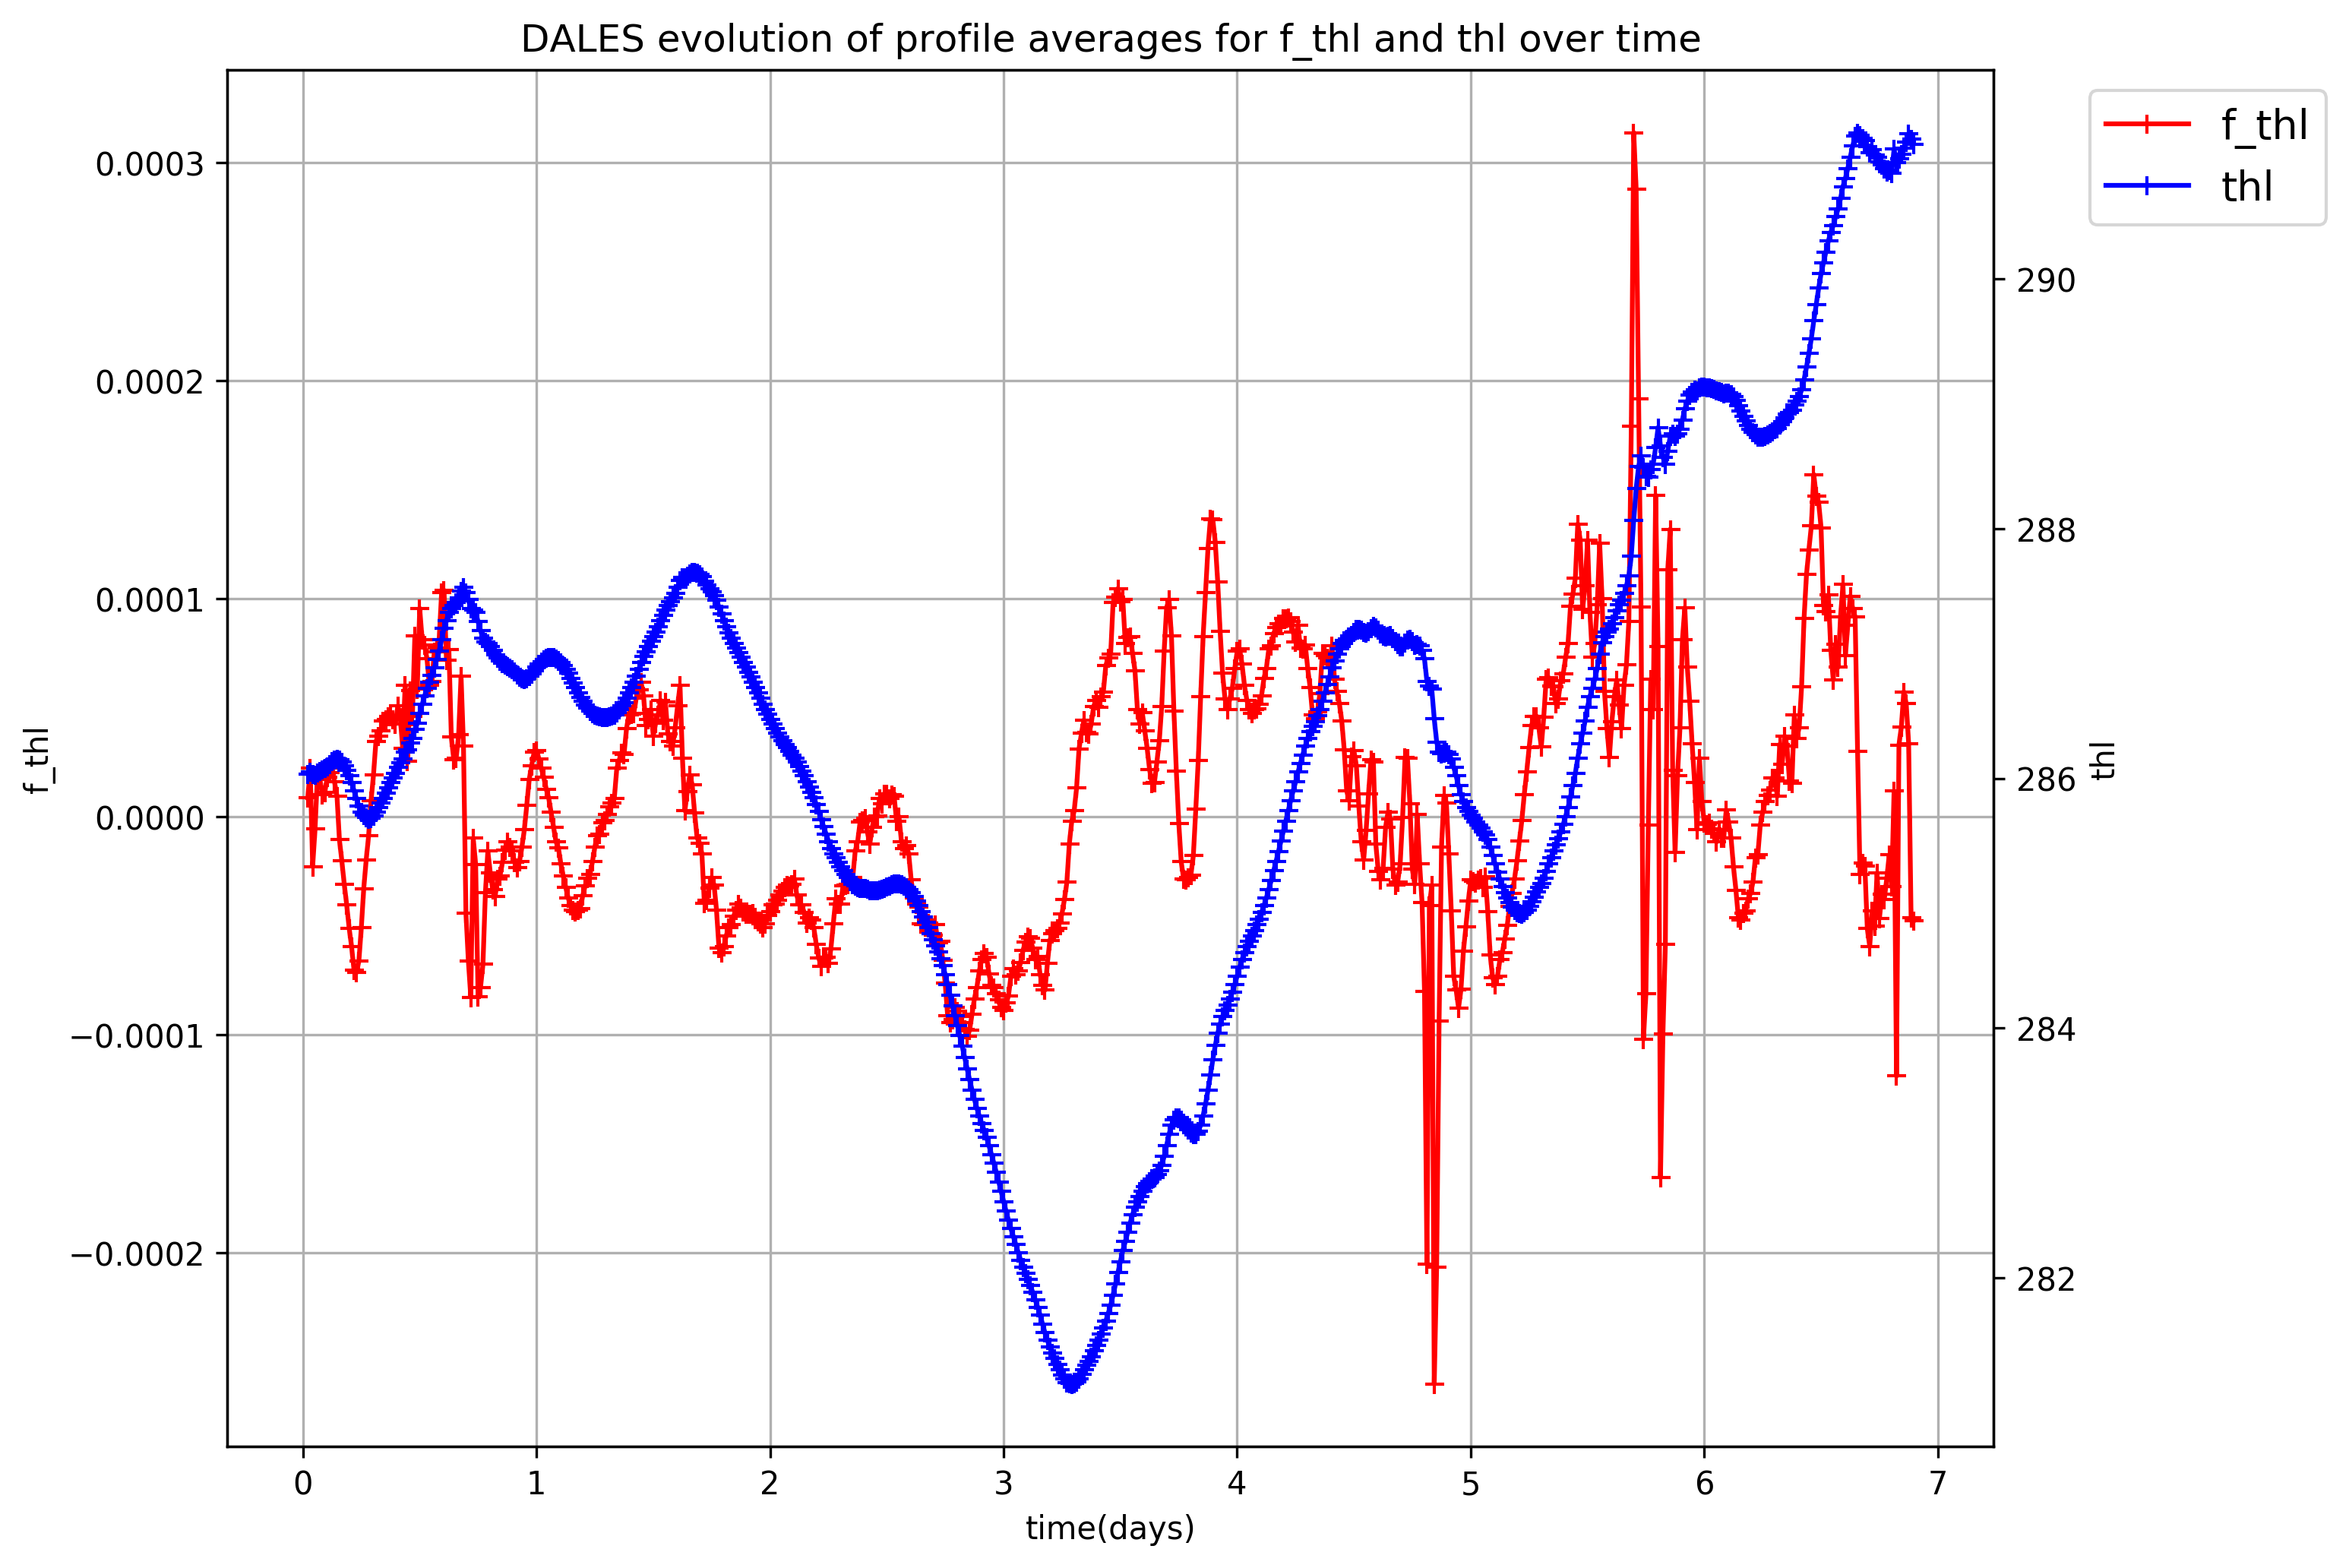 DALES evolution of profile averages for f_thl and thl over time
f_thl
thl
0.0003
0.0002
0.0001
0.0000
−0.0001
−0.0002
f_thl
290
288
286
284
282
thl
0 1 2 3 4 5 6 7
time(days)